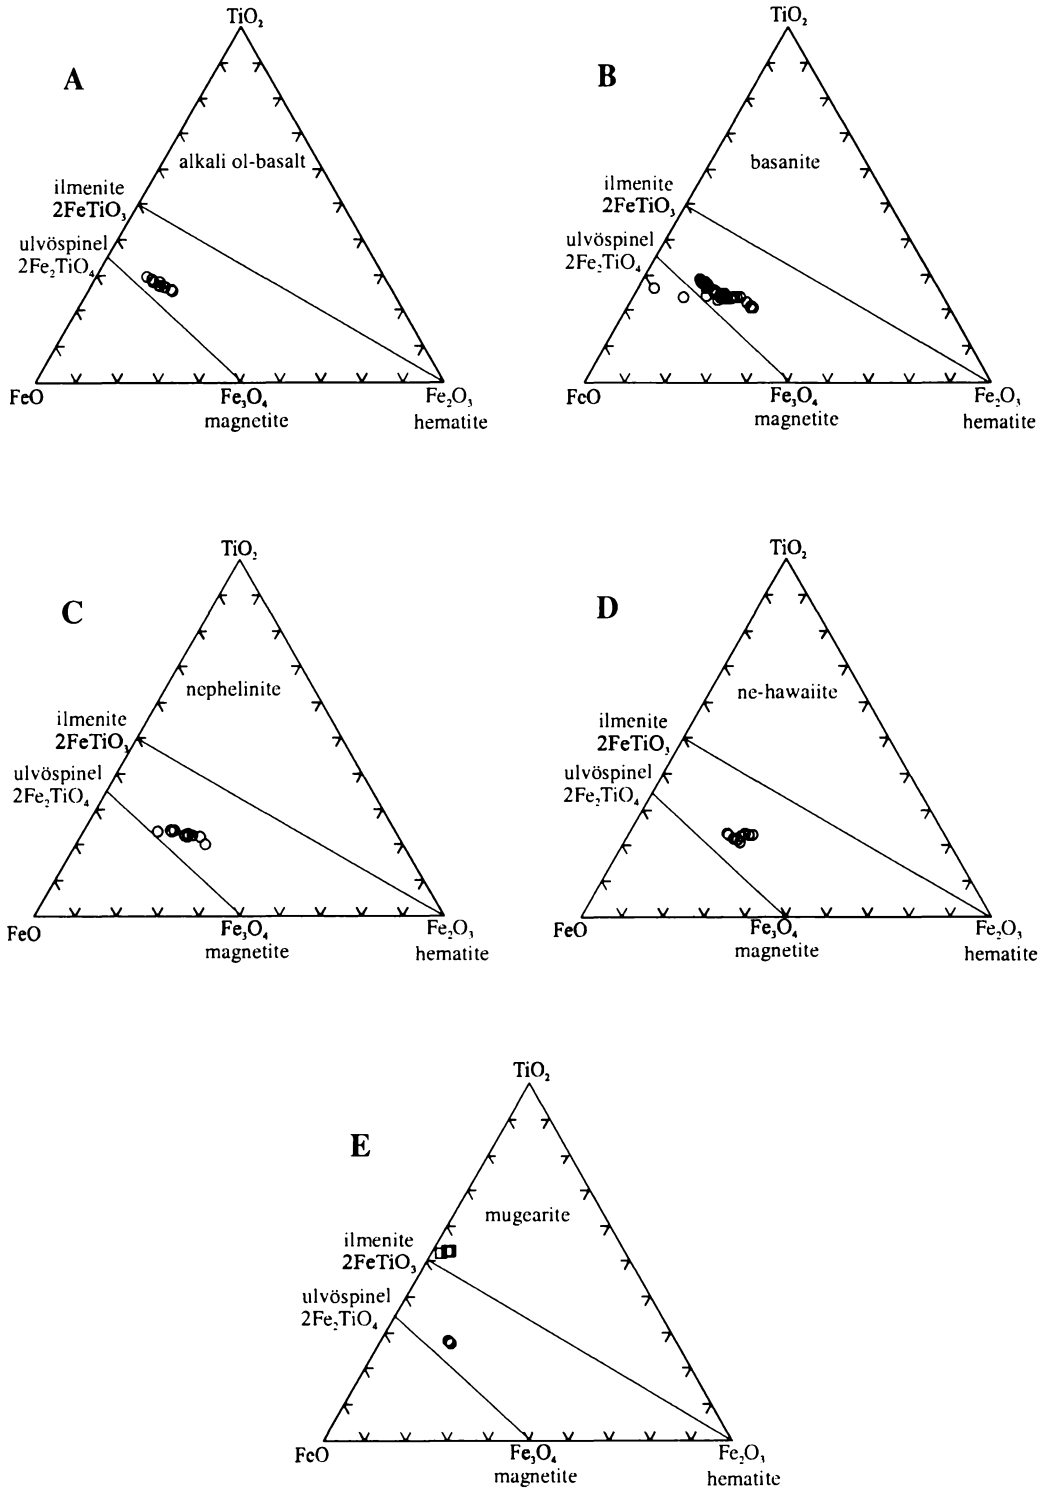 TiO₂
A
alkali ol-basalt
ilmenite
2FeTiO₃
ulvöspinel
2Fe₂TiO₄
FeO
Fe₃O₄
magnetite
Fe₂O₃
hematite
TiO₂
B
basanite
ilmenite
2FeTiO₃
ulvöspinel
2Fe₂TiO₄
FeO
Fe₃O₄
magnetite
Fe₂O₃
hematite
TiO₂
C
nephelinite
ilmenite
2FeTiO₃
ulvöspinel
2Fe₂TiO₄
FeO
Fe₃O₄
magnetite
Fe₂O₃
hematite
TiO₂
D
ne-hawaiite
ilmenite
2FeTiO₃
ulvöspinel
2Fe₂TiO₄
FeO
Fe₃O₄
magnetite
Fe₂O₃
hematite
TiO₂
E
mugearite
ilmenite
2FeTiO₃
ulvöspinel
2Fe₂TiO₄
FeO
Fe₃O₄
magnetite
Fe₂O₃
hematite